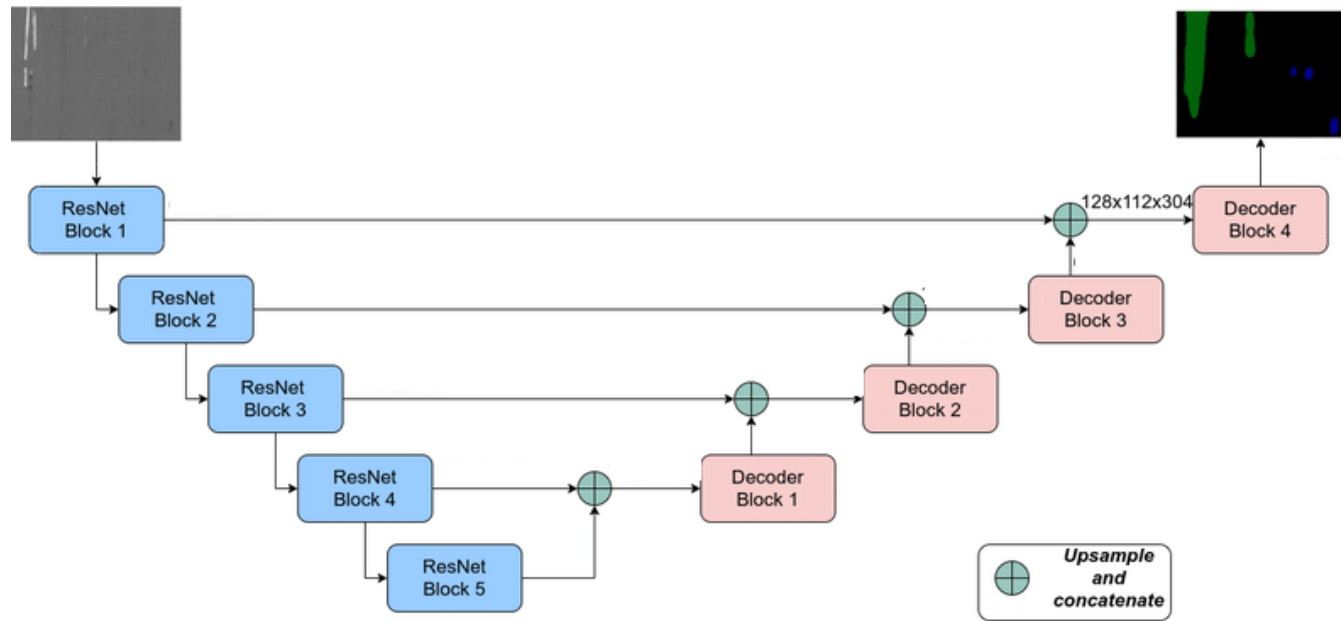 ResNet
Block 1
128x112x304
Decoder
Block 4
ResNet
Block 2
Decoder
Block 3
ResNet
Block 3
Decoder
Block 2
ResNet
Block 4
Decoder
Block 1
ResNet
Block 5
Upsample
and
concatenate